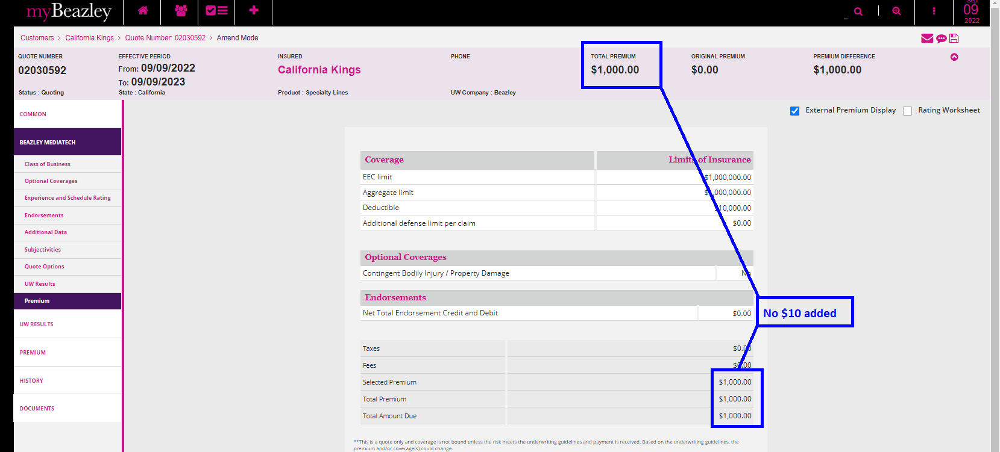 myBeazley
Sep
09
2022
Customers > California Kings > Quote Number: 02030592 > Amend Mode
QUOTE NUMBER
02030592
Status : Quoting
EFFECTIVE PERIOD
From: 09/09/2022
To: 09/09/2023
State : California
INSURED
California Kings
Product : Specialty Lines
PHONE
UW Company : Beazley
TOTAL PREMIUM
$1,000.00
ORIGINAL PREMIUM
$0.00
PREMIUM DIFFERENCE
$1,000.00
COMMON
BEAZLEY MEDIATECH
Class of Business
Optional Coverages
Experience and Schedule Rating
Endorsements
Additional Data
Subjectivities
Quote Options
UW Results
Premium
UW RESULTS
PREMIUM
HISTORY
DOCUMENTS
External Premium Display Rating Worksheet
Coverage Limits of Insurance
EEC limit $1,000,000.00
Aggregate limit $1,000,000.00
Deductible $10,000.00
Additional defense limit per claim $0.00
Optional Coverages
Contingent Bodily Injury / Property Damage No
Endorsements
Net Total Endorsement Credit and Debit $0.00
No $10 added
Taxes $0.00
Fees $0.00
Selected Premium $1,000.00
Total Premium $1,000.00
Total Amount Due $1,000.00
**This is a quote only and coverage is not bound unless the risk meets the underwriting guidelines and payment is received. Based on the underwriting guidelines, the
premium and/or coverage(s) could change.